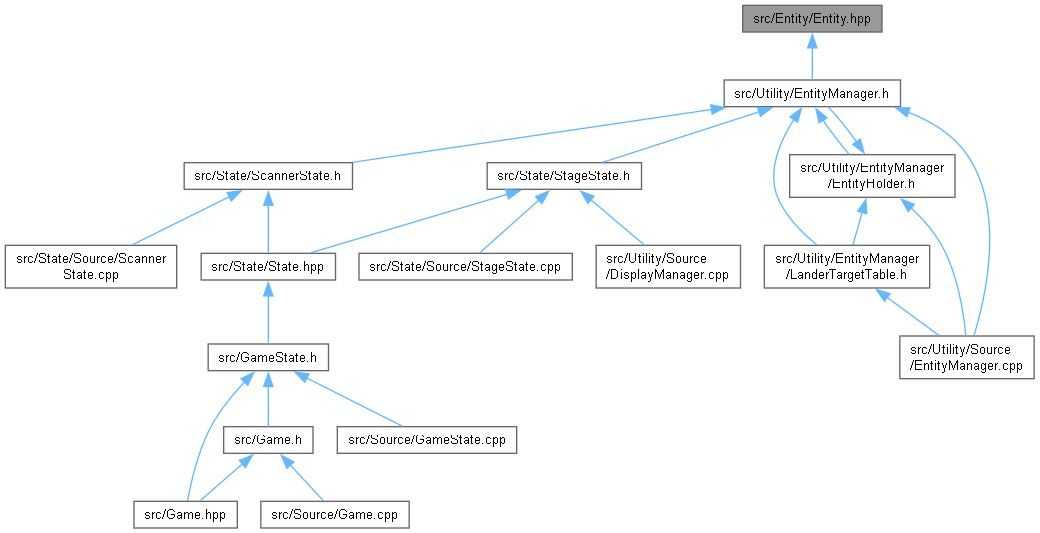 src/Entity/Entity.hpp
src/Utility/EntityManager.h
src/State/ScannerState.h
src/State/StageState.h
src/Utility/EntityManager
/EntityHolder.h
src/State/Source/Scanner
State.cpp
src/State/State.hpp
src/State/Source/StageState.cpp
src/Utility/Source
/DisplayManager.cpp
src/Utility/EntityManager
/LanderTargetTable.h
src/GameState.h
src/Utility/Source
/EntityManager.cpp
src/Game.h
src/Source/GameState.cpp
src/Game.hpp
src/Source/Game.cpp